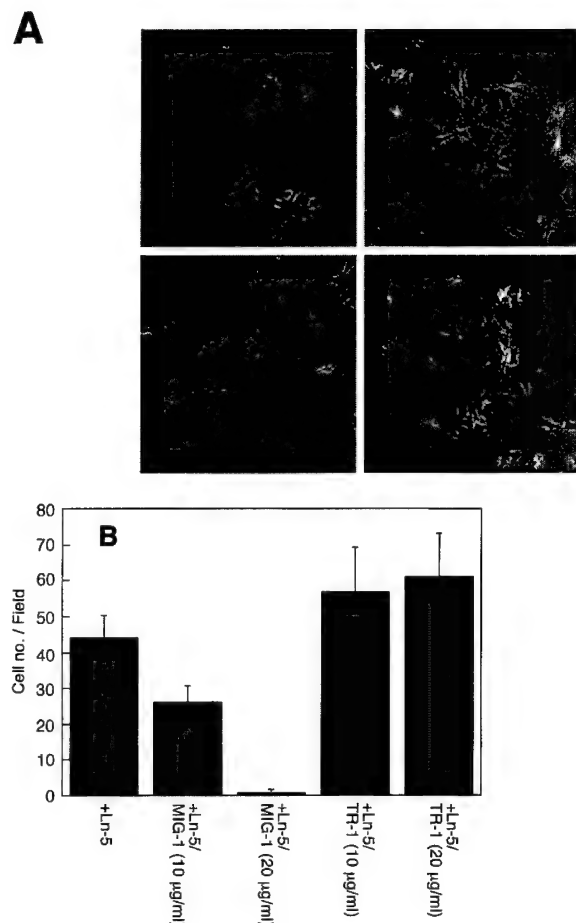 A
B
80
70
60
50
40
30
20
10
0
Cell no. / Field
+Ln-5
+Ln-5/
MIG-1 (10 µg/ml)
+Ln-5/
MIG-1 (20 µg/ml)
+Ln-5/
TR-1 (10 µg/ml)
+Ln-5/
TR-1 (20 µg/ml)